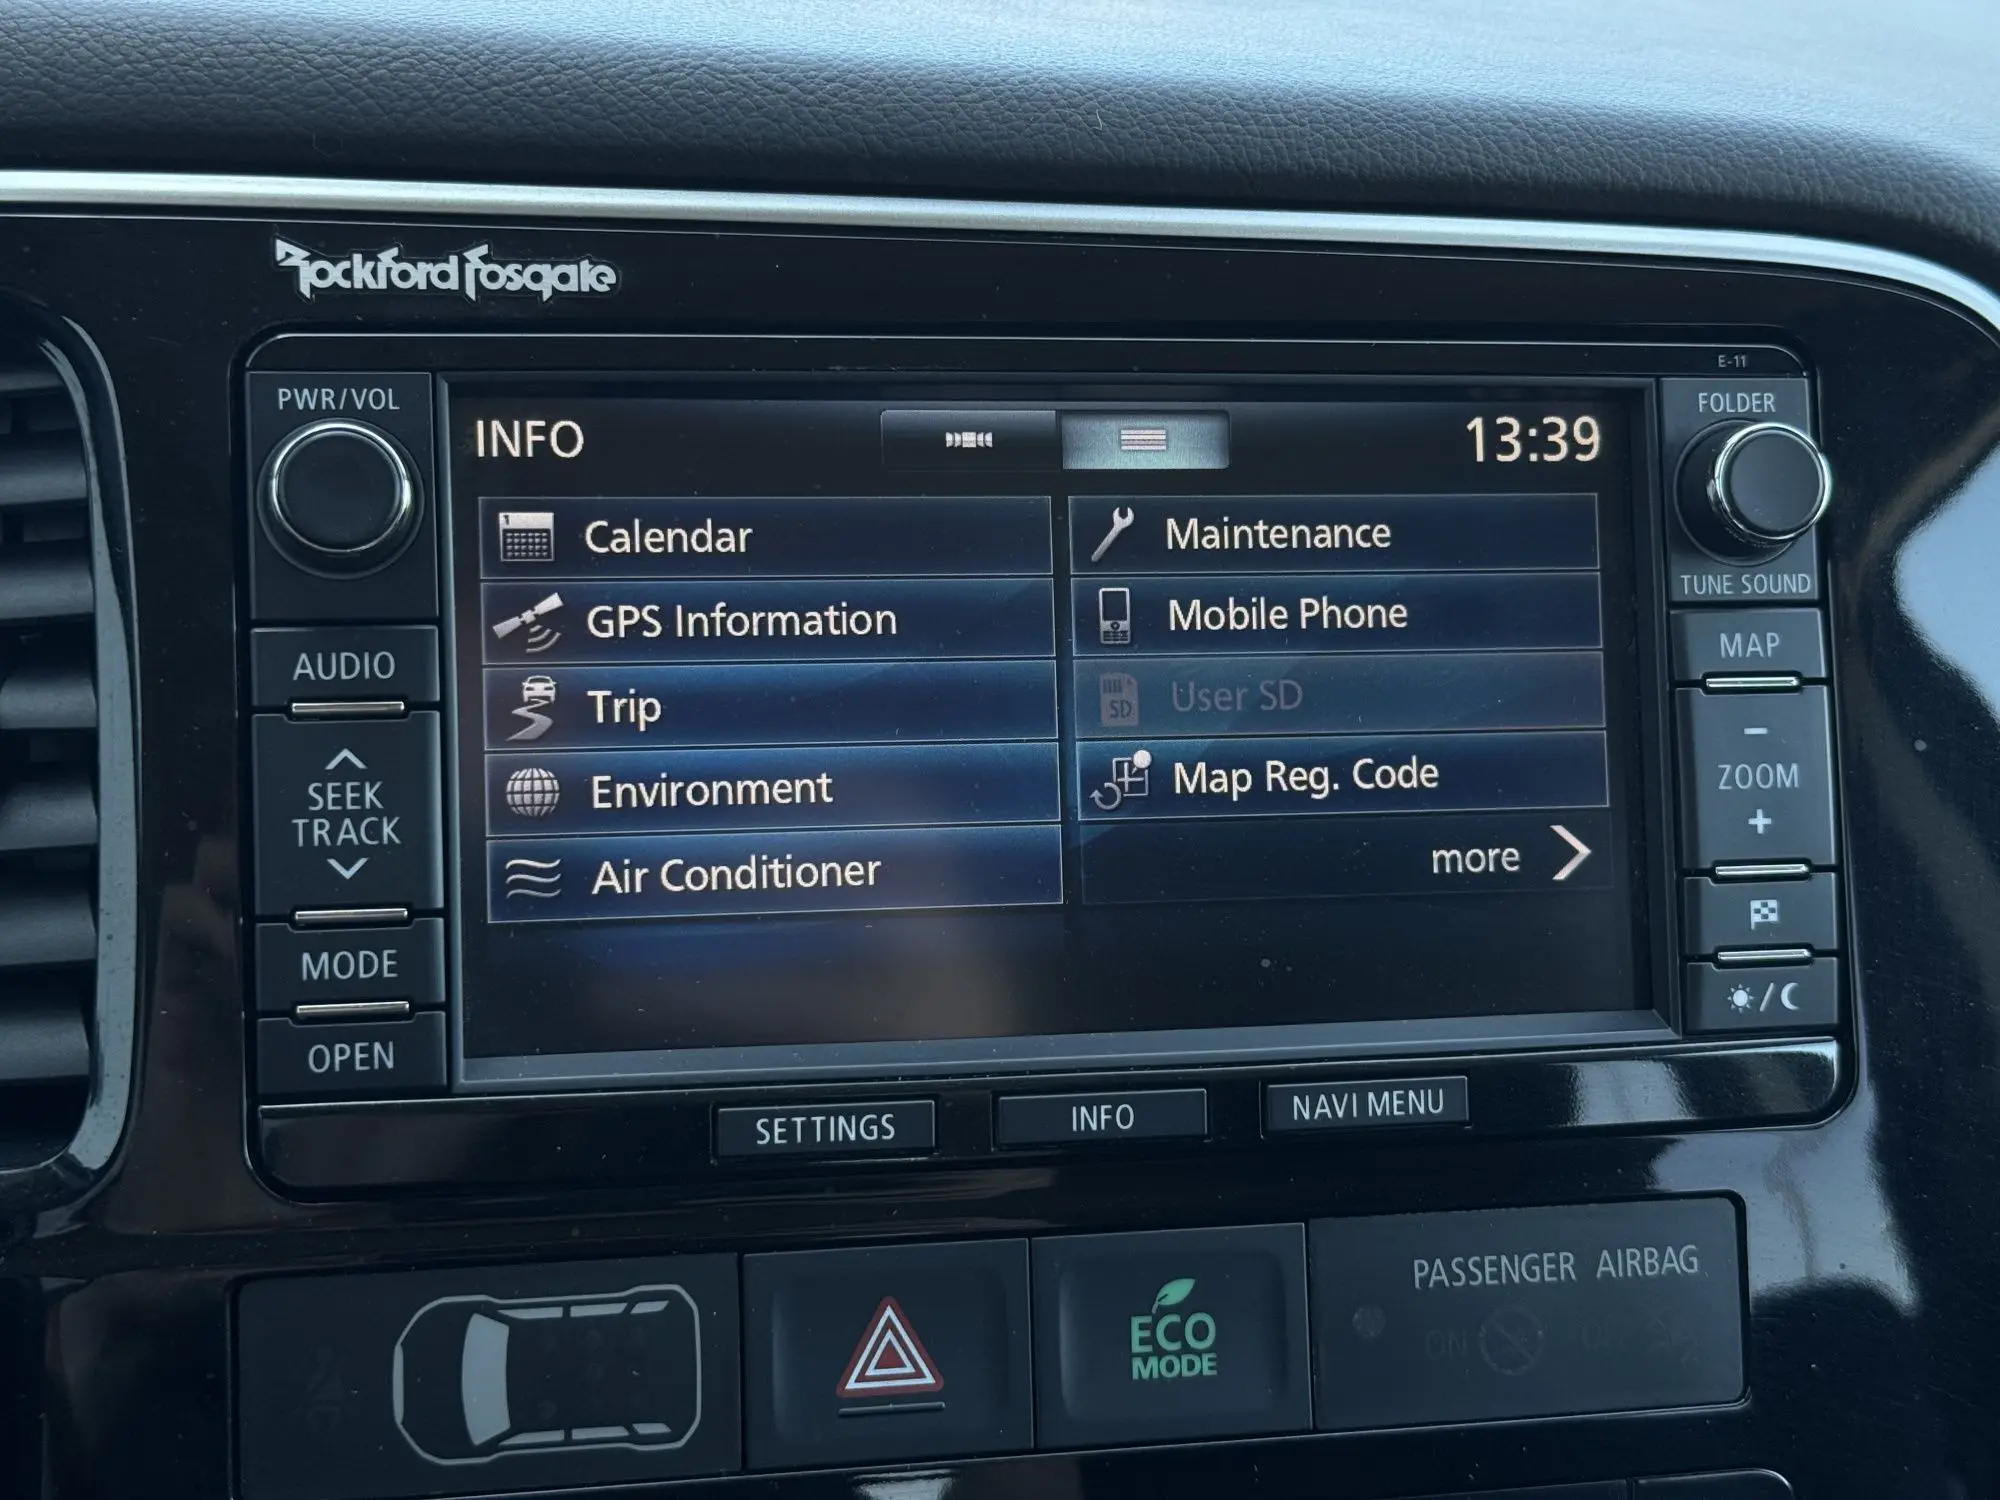 Rockford Fosgate
E-11
PWR/VOL
FOLDER
INFO
13:39
Calendar
Maintenance
TUNE SOUND
GPS Information
Mobile Phone
AUDIO
MAP
Trip
SD
User SD
SEEK
TRACK
ZOOM
Environment
Map Reg. Code
Air Conditioner
more
MODE
OPEN
SETTINGS
INFO
NAVI MENU
PASSENGER AIRBAG
ON
ECO
MODE